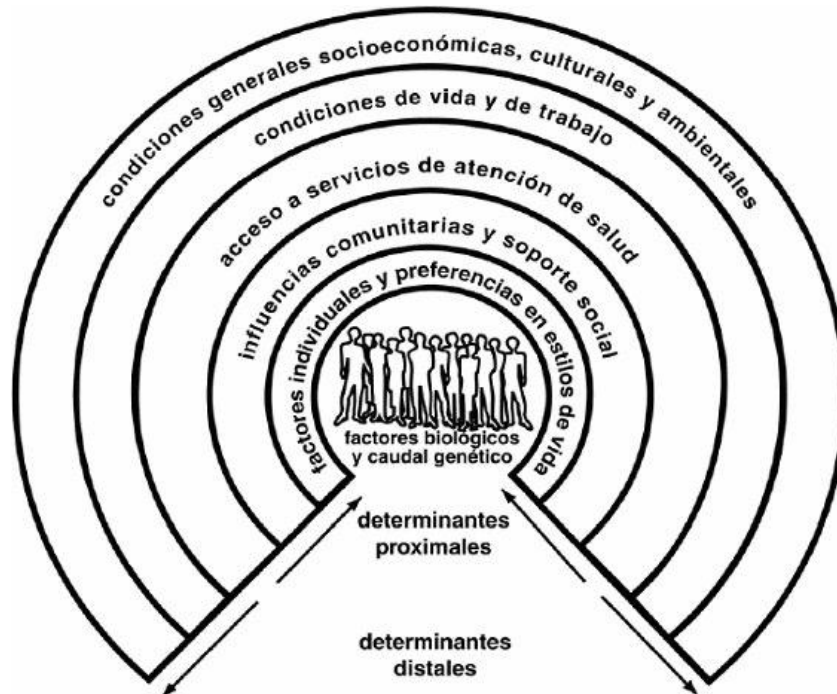 condiciones generales socioeconómicas, culturales y ambientales
condiciones de vida y de trabajo
acceso a servicios de atención de salud
influencias comunitarias y soporte social
factores individuales y preferencias en estilos de vida
factores biológicos
y caudal genético
determinantes
proximales
determinantes
distales